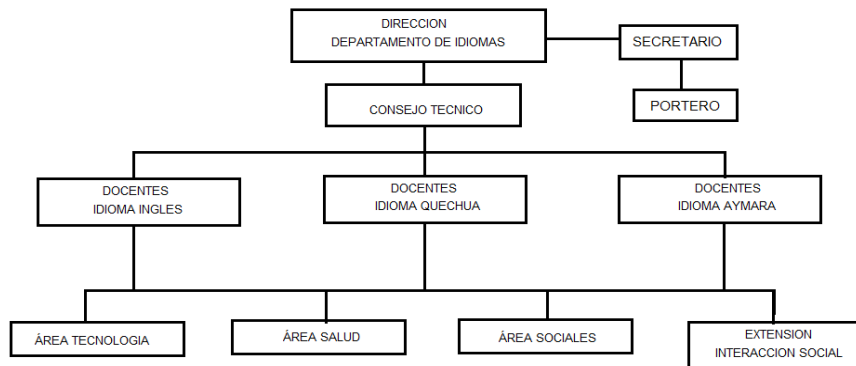 DIRECCION
DEPARTAMENTO DE IDIOMAS
SECRETARIO
CONSEJO TECNICO
PORTERO
DOCENTES
IDIOMA INGLES
DOCENTES
IDIOMA QUECHUA
DOCENTES
IDIOMA AYMARA
ÁREA TECNOLOGIA
ÁREA SALUD
ÁREA SOCIALES
EXTENSION
INTERACCION SOCIAL